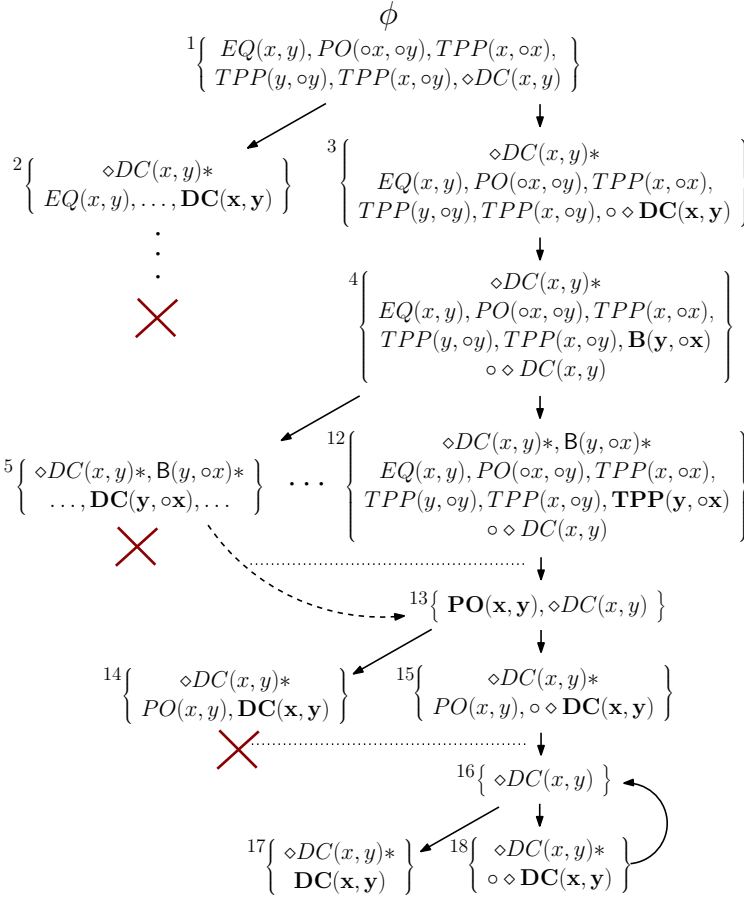 ϕ
1{ EQ(x, y), PO(∘x, ∘y), TPP(x, ∘x),
TPP(y, ∘y), TPP(x, ∘y), ⋄DC(x, y) }
2{ ⋄DC(x, y)∗
EQ(x, y), . . . , DC(x, y) }
3{ ⋄DC(x, y)∗
EQ(x, y), PO(∘x, ∘y), TPP(x, ∘x),
TPP(y, ∘y), TPP(x, ∘y), ∘ ⋄ DC(x, y) }
4{ ⋄DC(x, y)∗
EQ(x, y), PO(∘x, ∘y), TPP(x, ∘x),
TPP(y, ∘y), TPP(x, ∘y), B(y, ∘x)
∘ ⋄ DC(x, y) }
5{ ⋄DC(x, y)∗, B(y, ∘x)∗
. . . , DC(y, ∘x), . . . }
. . .
12{ ⋄DC(x, y)∗, B(y, ∘x)∗
EQ(x, y), PO(∘x, ∘y), TPP(x, ∘x),
TPP(y, ∘y), TPP(x, ∘y), TPP(y, ∘x)
∘ ⋄ DC(x, y) }
13{ PO(x, y), ⋄DC(x, y) }
14{ ⋄DC(x, y)∗
PO(x, y), DC(x, y) }
15{ ⋄DC(x, y)∗
PO(x, y), ∘ ⋄ DC(x, y) }
16{ ⋄DC(x, y) }
17{ ⋄DC(x, y)∗
DC(x, y) }
18{ ⋄DC(x, y)∗
∘ ⋄ DC(x, y) }